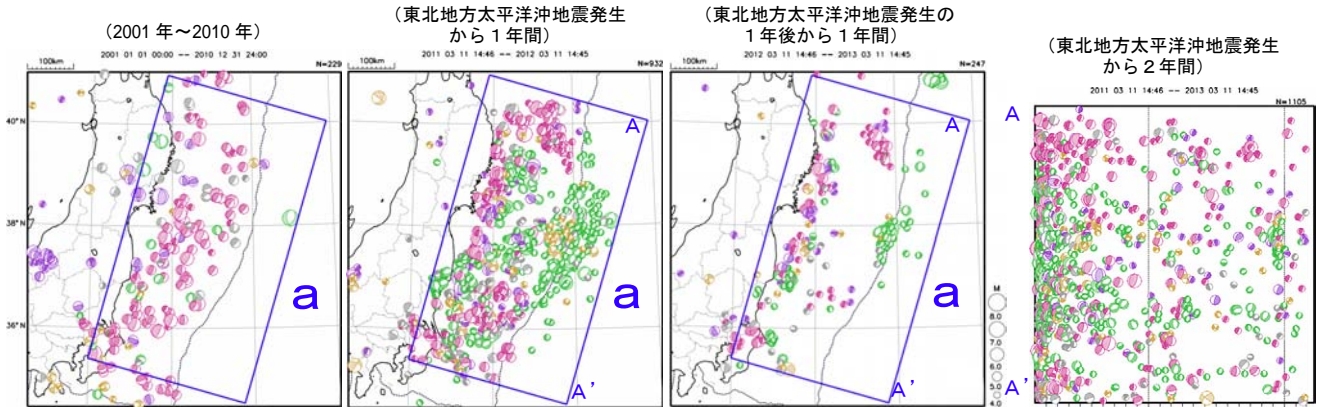 (2001 年～2010 年)
2001 01 01 00:00 -- 2010 12 31 24:00
100km
N=229
40°N
38°N
36°N
a
(東北地方太平洋沖地震発生
から１年間)
2011 03 11 14:46 -- 2012 03 11 14:45
100km
N=932
A
a
A'
(東北地方太平洋沖地震発生の
１年後から１年間)
2012 03 11 14:46 -- 2013 03 11 14:45
100km
N=247
A
a
A'
M
8.0
7.0
6.0
5.0
4.0
(東北地方太平洋沖地震発生
から２年間)
2011 03 11 14:46 -- 2013 03 11 14:45
N=1105
A
A'